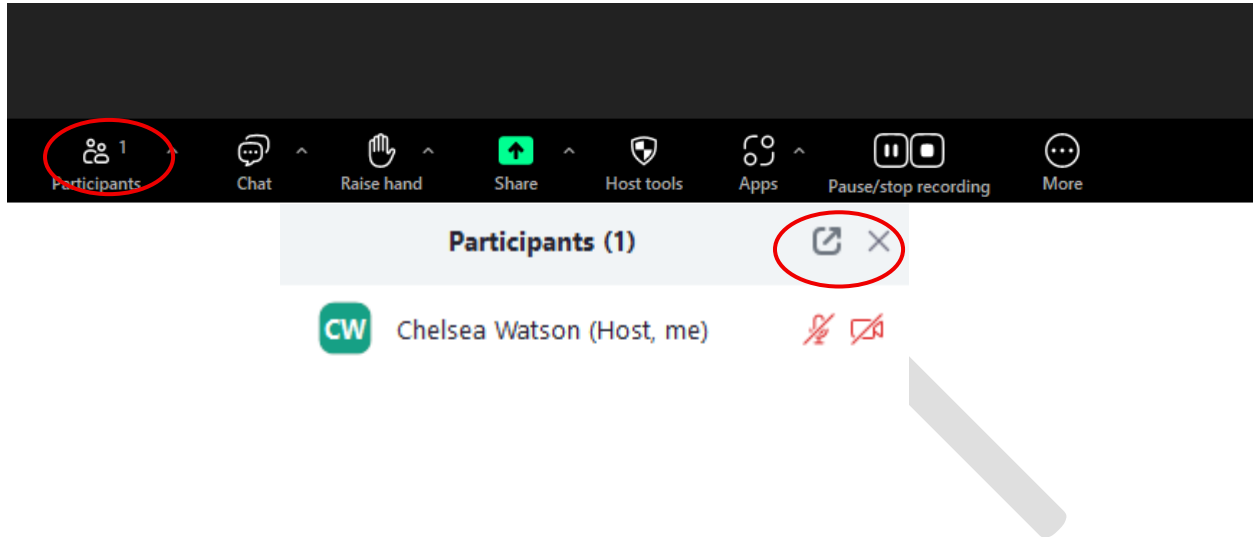 1
Participants
Chat
Raise hand
Share
Host tools
Apps
Pause/stop recording
More
Participants (1)
CW
Chelsea Watson (Host, me)